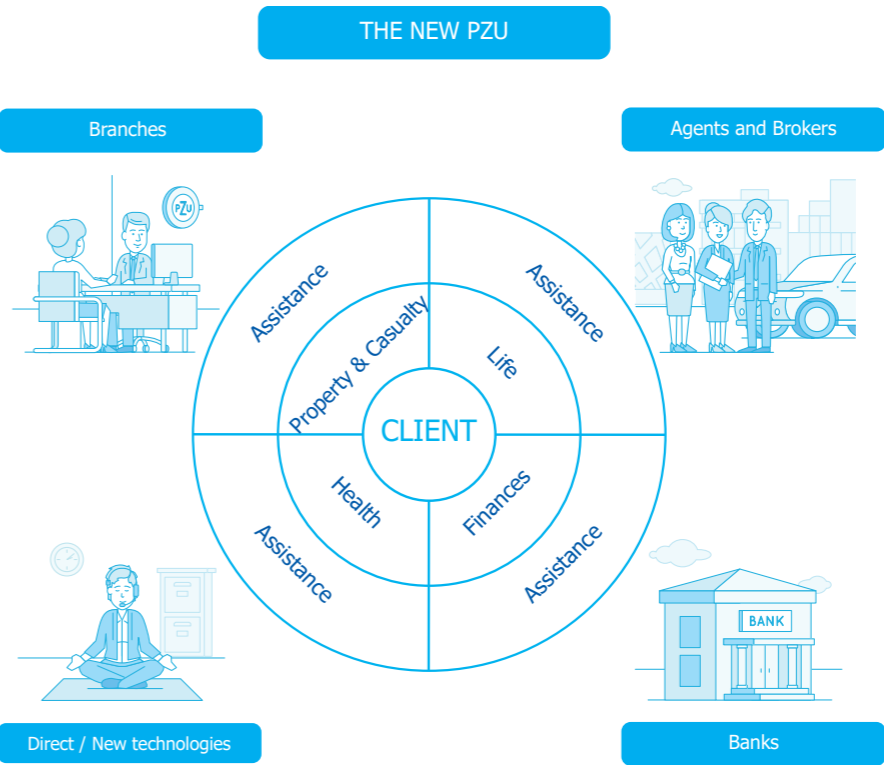 THE NEW PZU
Branches
Agents and Brokers
PZU
Assistance
Assistance
Property & Casualty
Life
CLIENT
Health
Finances
Assistance
Assistance
BANK
Direct / New technologies
Banks